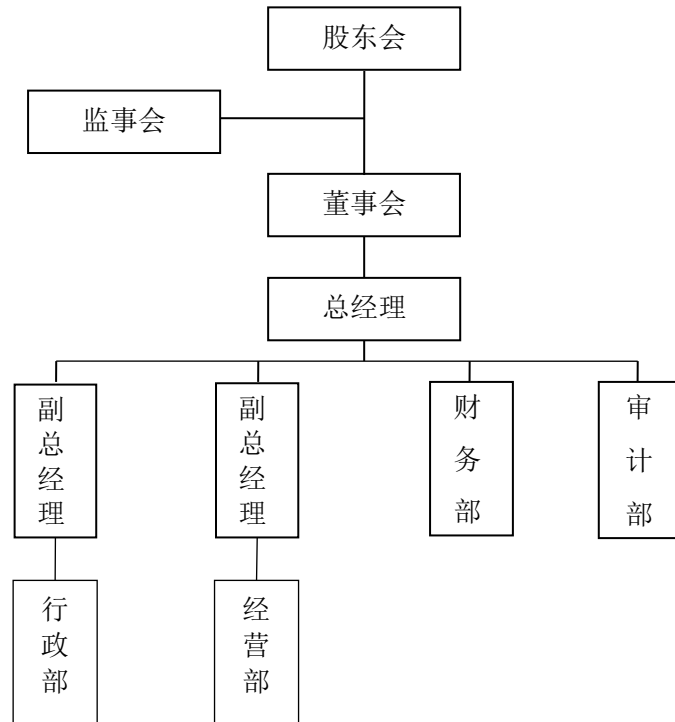 股东会
监事会
董事会
总经理
副总经理
副总经理
财务部
审计部
行政部
经营部